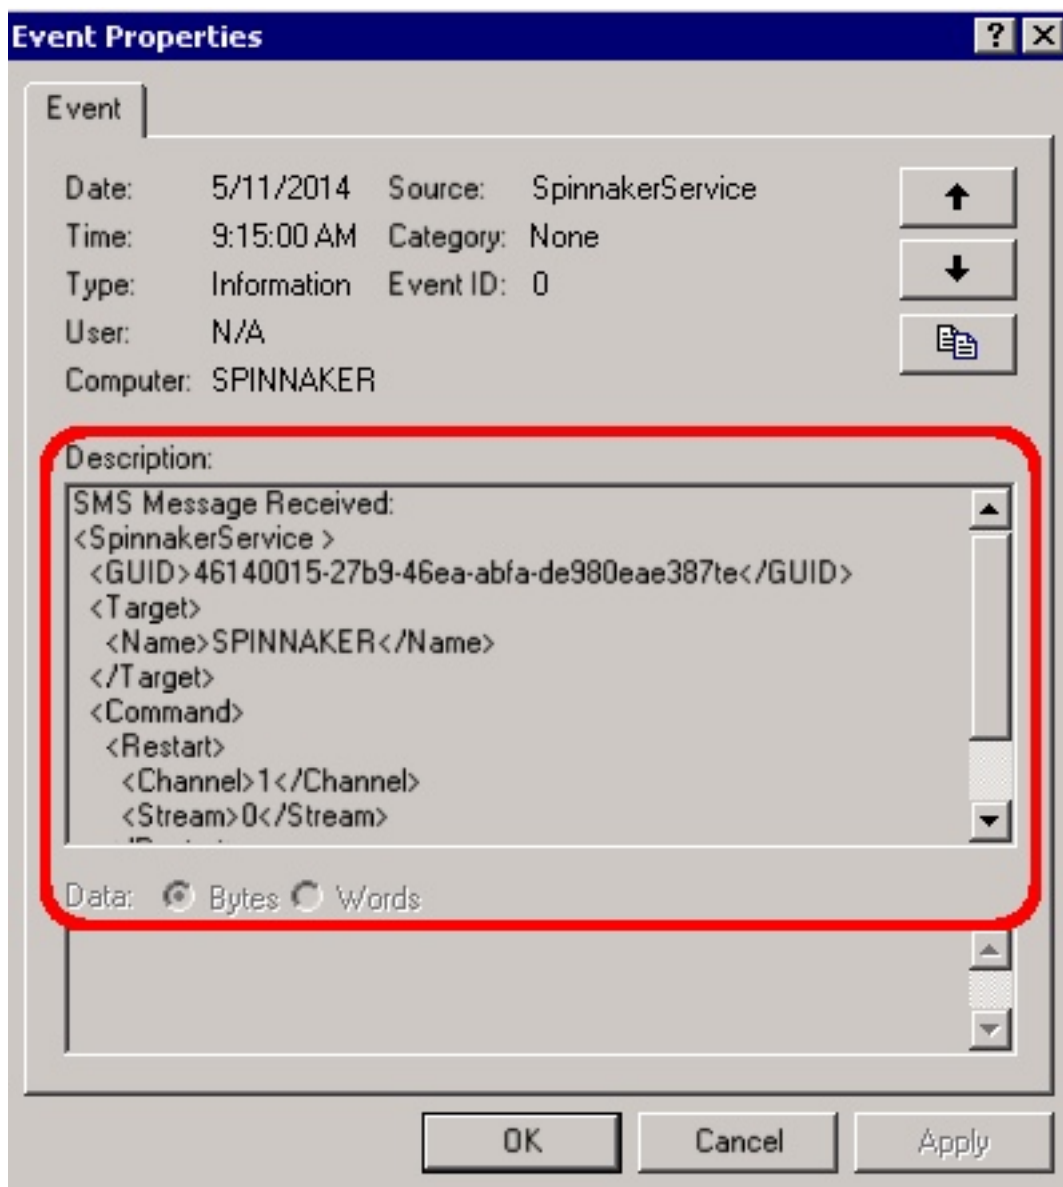 Event Properties
Event
Date: 5/11/2014 Source: SpinnakerService
Time: 9:15:00 AM Category: None
Type: Information Event ID: 0
User: N/A
Computer: SPINNAKER
Description:
SMS Message Received:
<SpinnakerService >
<GUID>46140015-27b9-46ea-abfa-de980eae387te</GUID>
<Target>
<Name>SPINNAKER</Name>
</Target>
<Command>
<Restart>
<Channel>1</Channel>
<Stream>0</Stream>
Data: Bytes Words
OK Cancel Apply